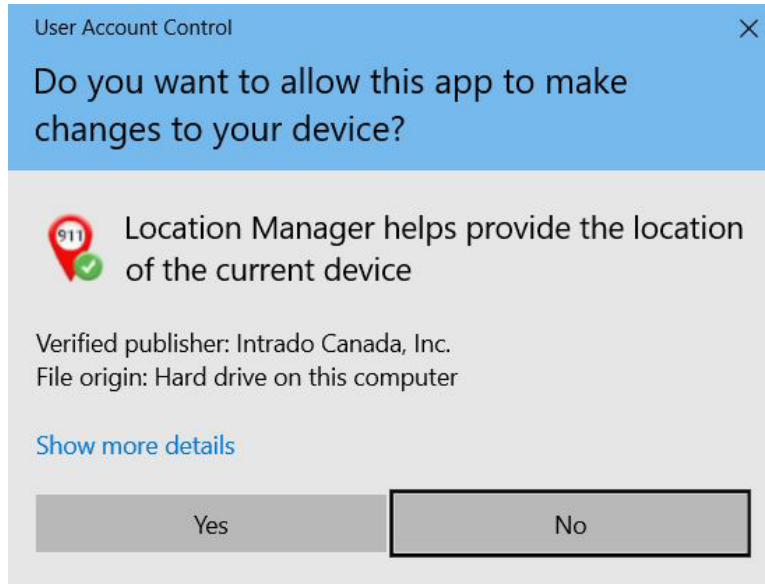 User Account Control
Do you want to allow this app to make
changes to your device?
911
Location Manager helps provide the location
of the current device
Verified publisher: Intrado Canada, Inc.
File origin: Hard drive on this computer
Show more details
Yes
No